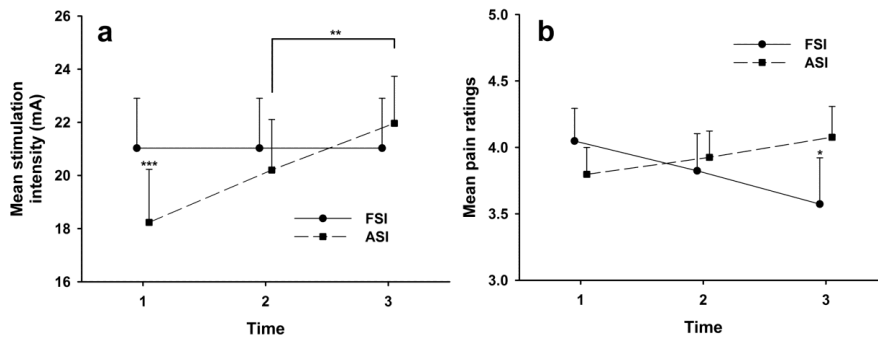 a
b
Mean stimulation
intensity (mA)
26
24
22
20
18
16
***
**
FSI
ASI
1
2
3
Time
Mean pain ratings
5.0
4.5
4.0
3.5
3.0
FSI
ASI
*
1
2
3
Time